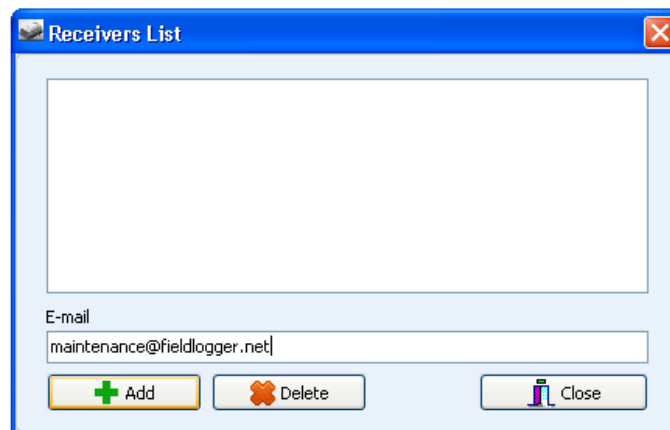 Receivers List
E-mail
maintenance@fieldlogger.net
Add Delete Close